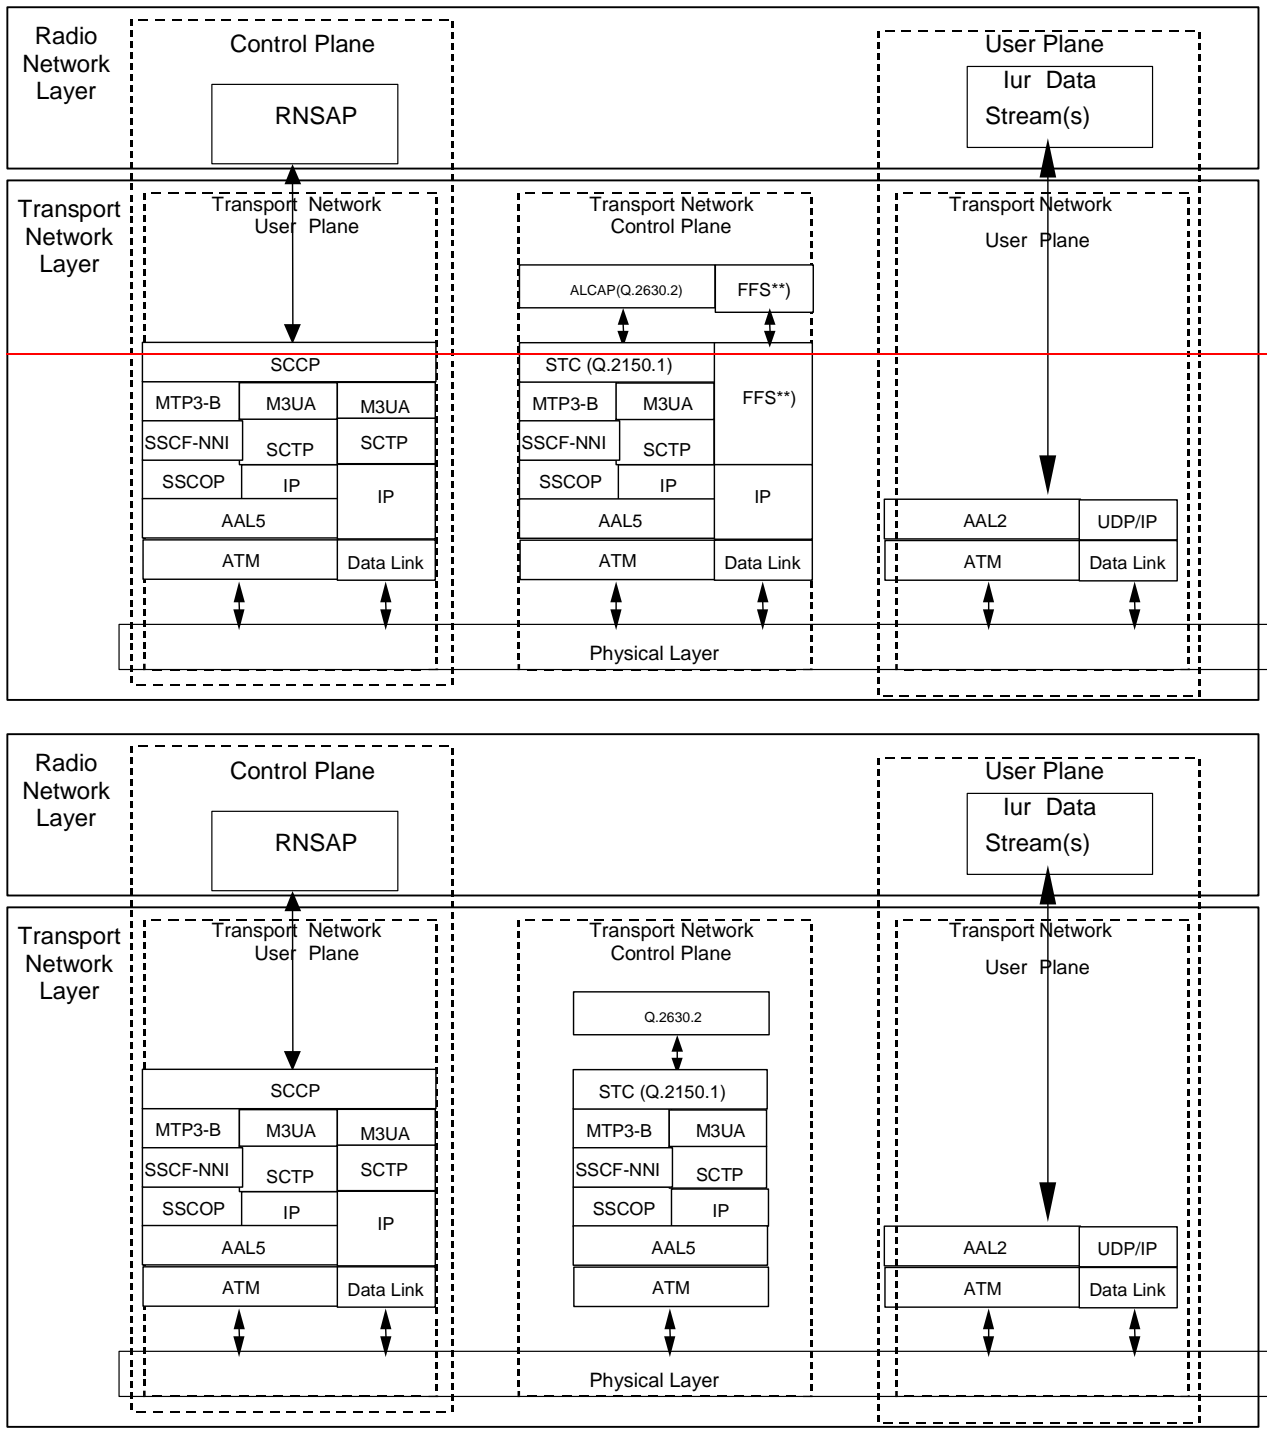 Radio
Network
Layer
Control Plane
RNSAP
User Plane
Iur Data
Stream(s)
Transport
Network
Layer
Transport Network
User Plane
Transport Network
Control Plane
Transport Network
User Plane
ALCAP(Q.2630.2)
FFS**)
SCCP
STC (Q.2150.1)
MTP3-B
M3UA
M3UA
MTP3-B
M3UA
FFS**)
SSCF-NNI
SCTP
SCTP
SSCF-NNI
SCTP
SSCOP
IP
IP
SSCOP
IP
IP
AAL5
AAL5
AAL2
UDP/IP
ATM
Data Link
ATM
Data Link
ATM
Data Link
Physical Layer
Radio
Network
Layer
Control Plane
RNSAP
User Plane
Iur Data
Stream(s)
Transport
Network
Layer
Transport Network
User Plane
Transport Network
Control Plane
Transport Network
User Plane
Q.2630.2
SCCP
STC (Q.2150.1)
MTP3-B
M3UA
M3UA
MTP3-B
M3UA
SSCF-NNI
SCTP
SCTP
SSCF-NNI
SCTP
SSCOP
IP
IP
SSCOP
IP
AAL5
AAL5
AAL2
UDP/IP
ATM
Data Link
ATM
ATM
Data Link
Physical Layer